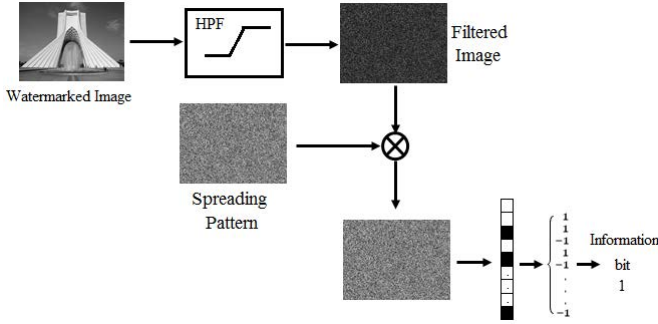 HPF
Filtered
Image
Watermarked Image
Spreading
Pattern
1
1
-1
1
-1
.
.
.
-1
Information
bit
1